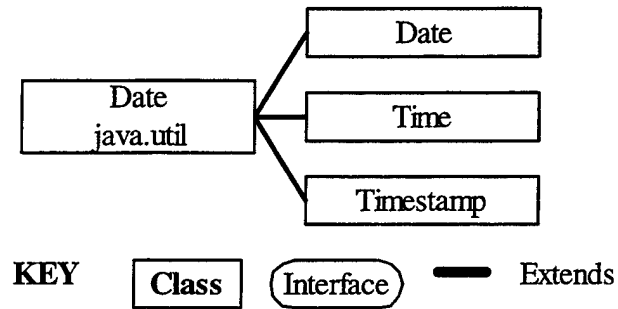 Date
java.util
Date
Time
Timestamp
KEY Class Interface Extends